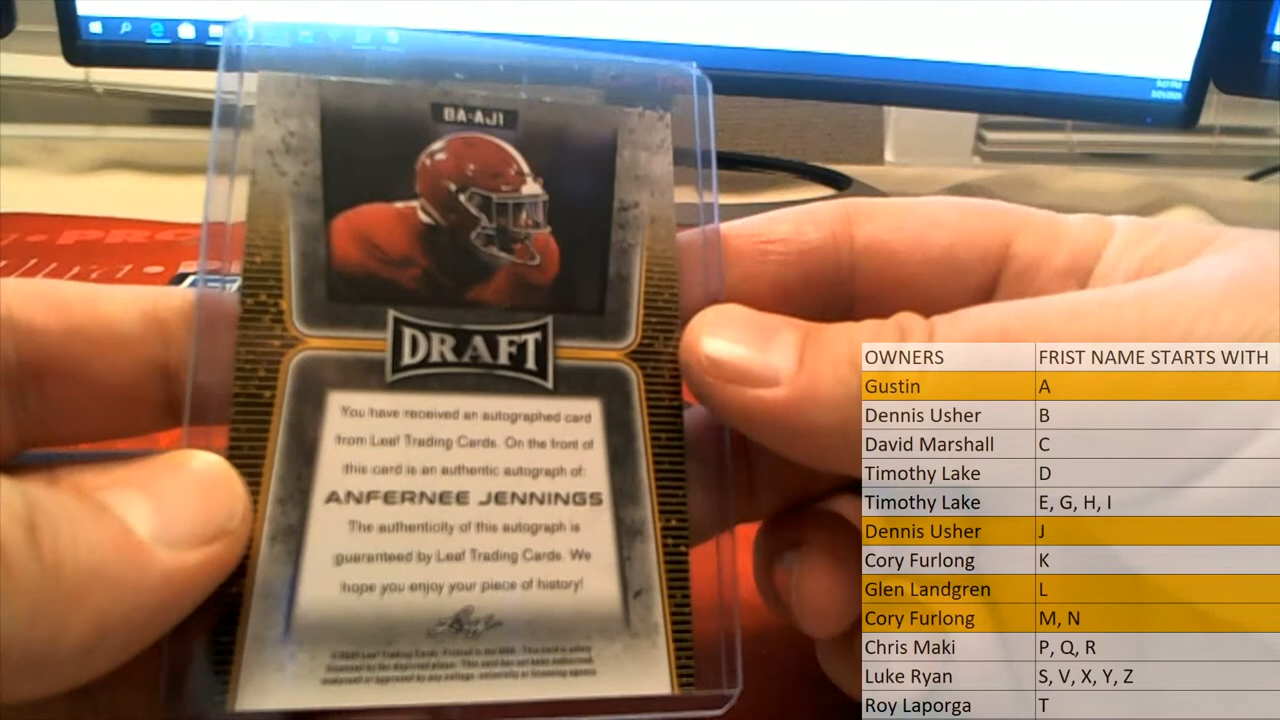 BA-AJ1
DRAFT
You have received an autographed card
from Leaf Trading Cards. On the front of
this card is an authentic autograph of:
ANFERNEE JENNINGS
The authenticity of this autograph is
guaranteed by Leaf Trading Cards. We
hope you enjoy your piece of history!
Leaf
PRO
OWNERS FRIST NAME STARTS WITH
Gustin A
Dennis Usher B
David Marshall C
Timothy Lake D
Timothy Lake E, G, H, I
Dennis Usher J
Cory Furlong K
Glen Landgren L
Cory Furlong M, N
Chris Maki P, Q, R
Luke Ryan S, V, X, Y, Z
Roy Laporga T